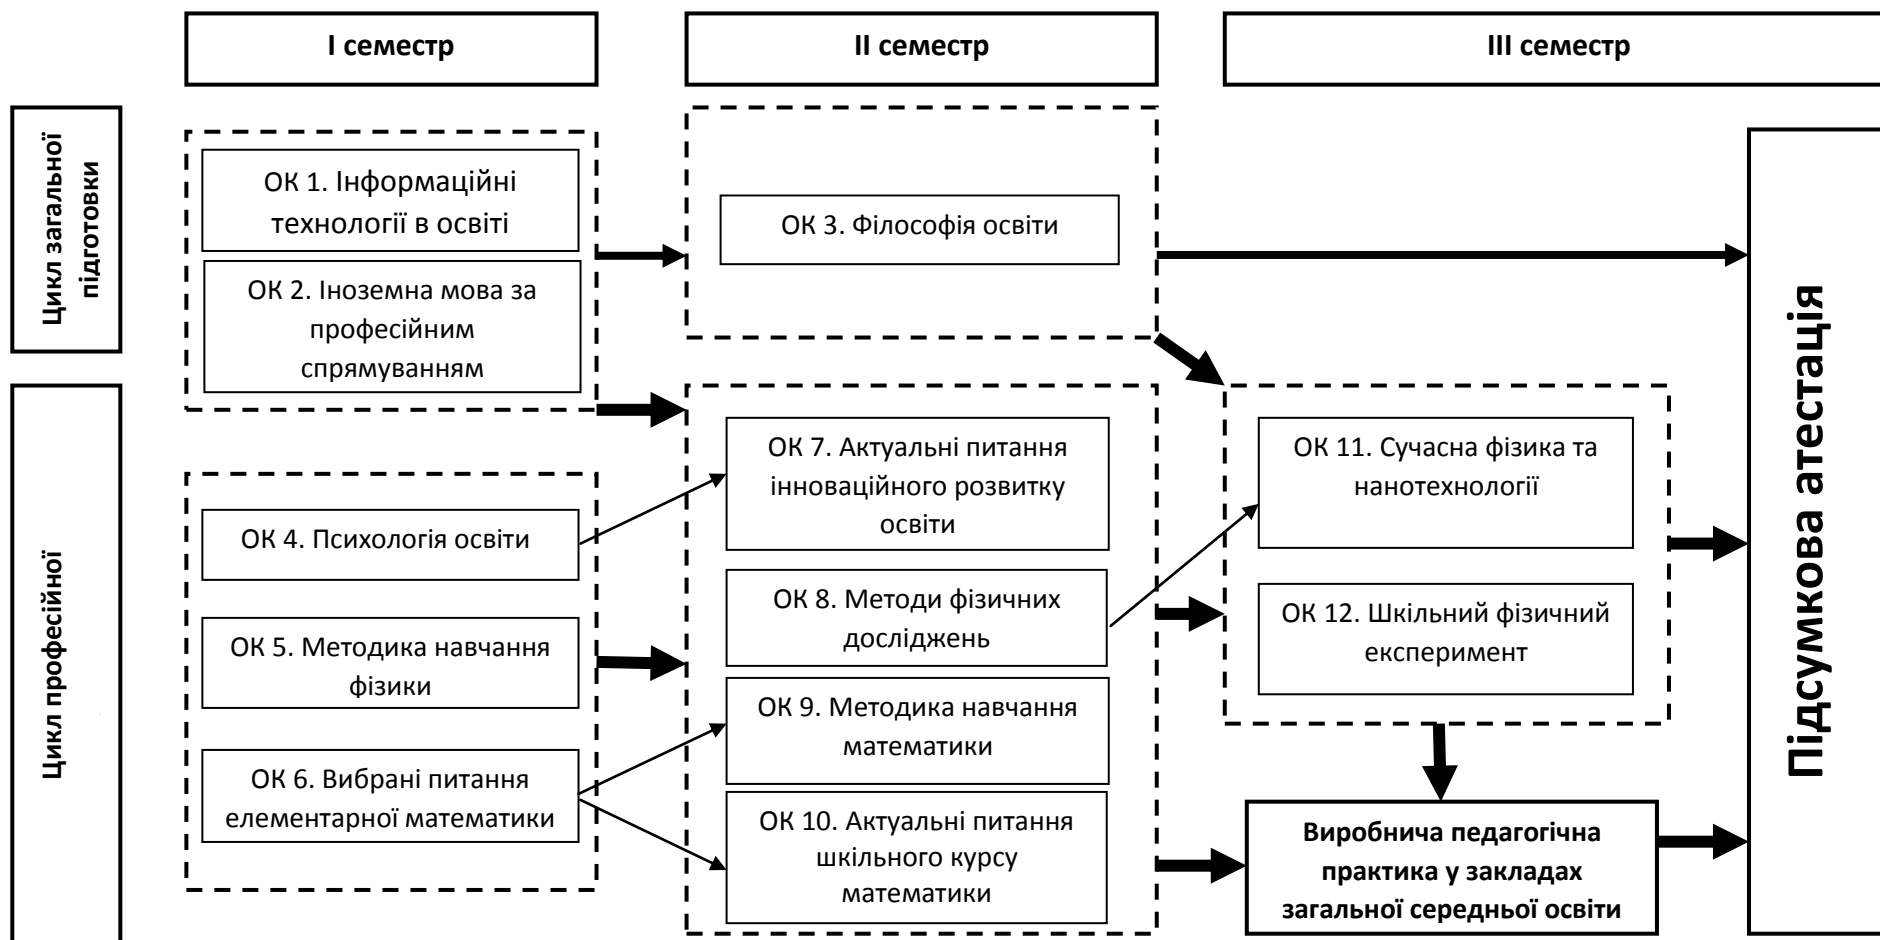 І семестр
ІІ семестр
ІІІ семестр
Цикл загальної
підготовки
ОК 1. Інформаційні
технології в освіті
ОК 2. Іноземна мова за
професійним
спрямуванням
ОК 3. Філософія освіти
Цикл професійної
ОК 4. Психологія освіти
ОК 5. Методика навчання
фізики
ОК 6. Вибрані питання
елементарної математики
ОК 7. Актуальні питання
інноваційного розвитку
освіти
ОК 8. Методи фізичних
досліджень
ОК 9. Методика навчання
математики
ОК 10. Актуальні питання
шкільного курсу
математики
ОК 11. Сучасна фізика та
нанотехнології
ОК 12. Шкільний фізичний
експеримент
Виробнича педагогічна
практика у закладах
загальної середньої освіти
Підсумкова атестація